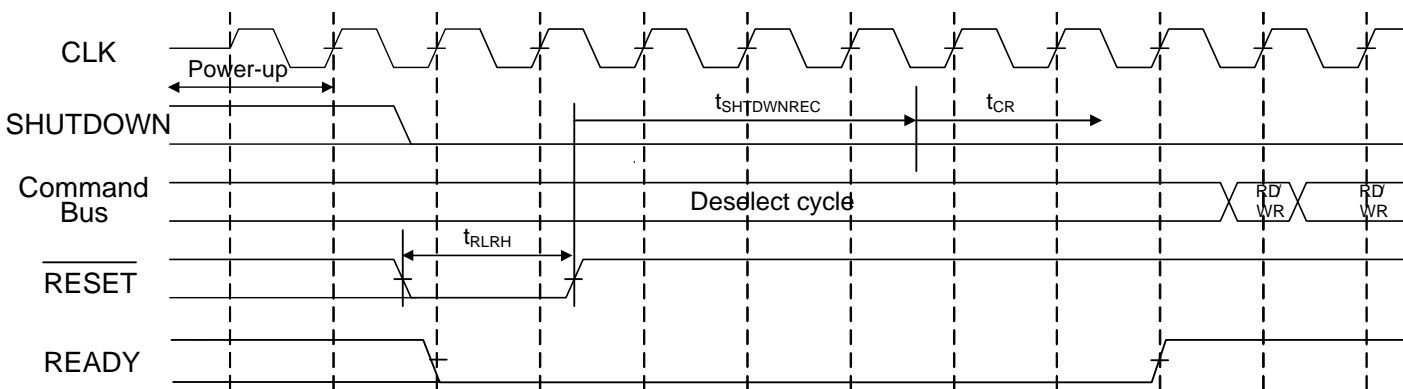 CLK
Power-up
SHUTDOWN
tSHTDWNREC
tCR
Command
Bus
Deselect cycle
RD/
WR
RD/
WR
tRLRH
RESET
READY